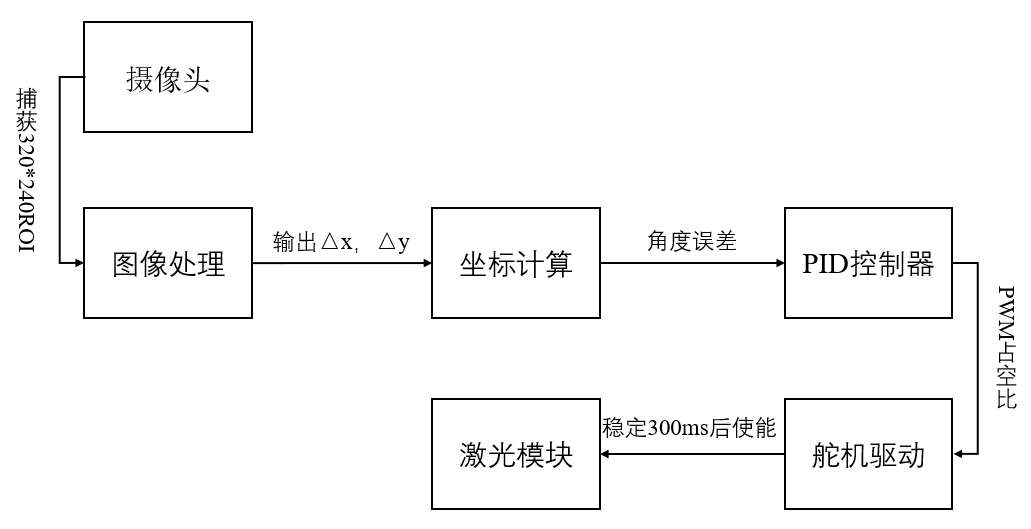 摄像头
捕获320*240ROI
图像处理
输出△x，△y
坐标计算
角度误差
PID控制器
PWM占空比
舵机驱动
稳定300ms后使能
激光模块